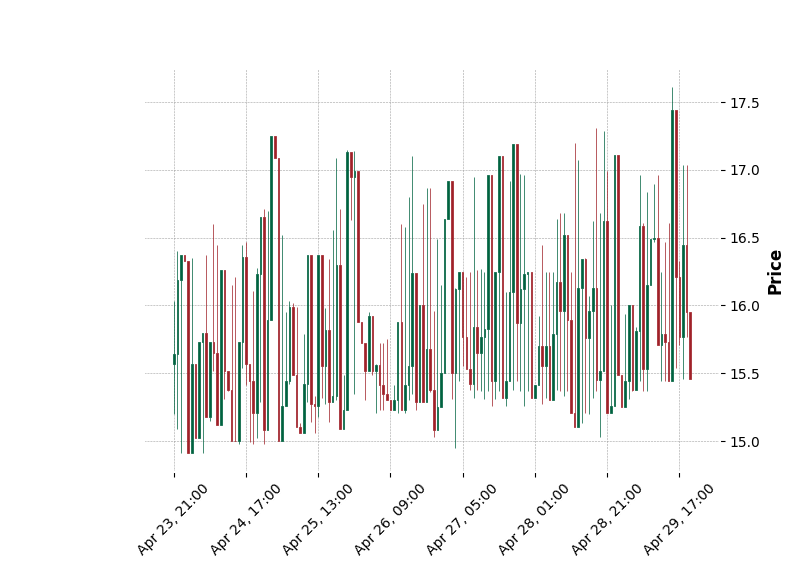 17.5
17.0
16.5
16.0
15.5
15.0
Price
Apr 23, 21:00
Apr 24, 17:00
Apr 25, 13:00
Apr 26, 09:00
Apr 27, 05:00
Apr 28, 01:00
Apr 28, 21:00
Apr 29, 17:00